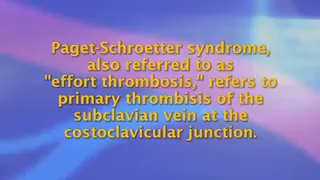 Paget-Schroetter syndrome,
also referred to as
"effort thrombosis," refers to
primary thrombisis of the
subclavian vein at the
costoclavicular junction.